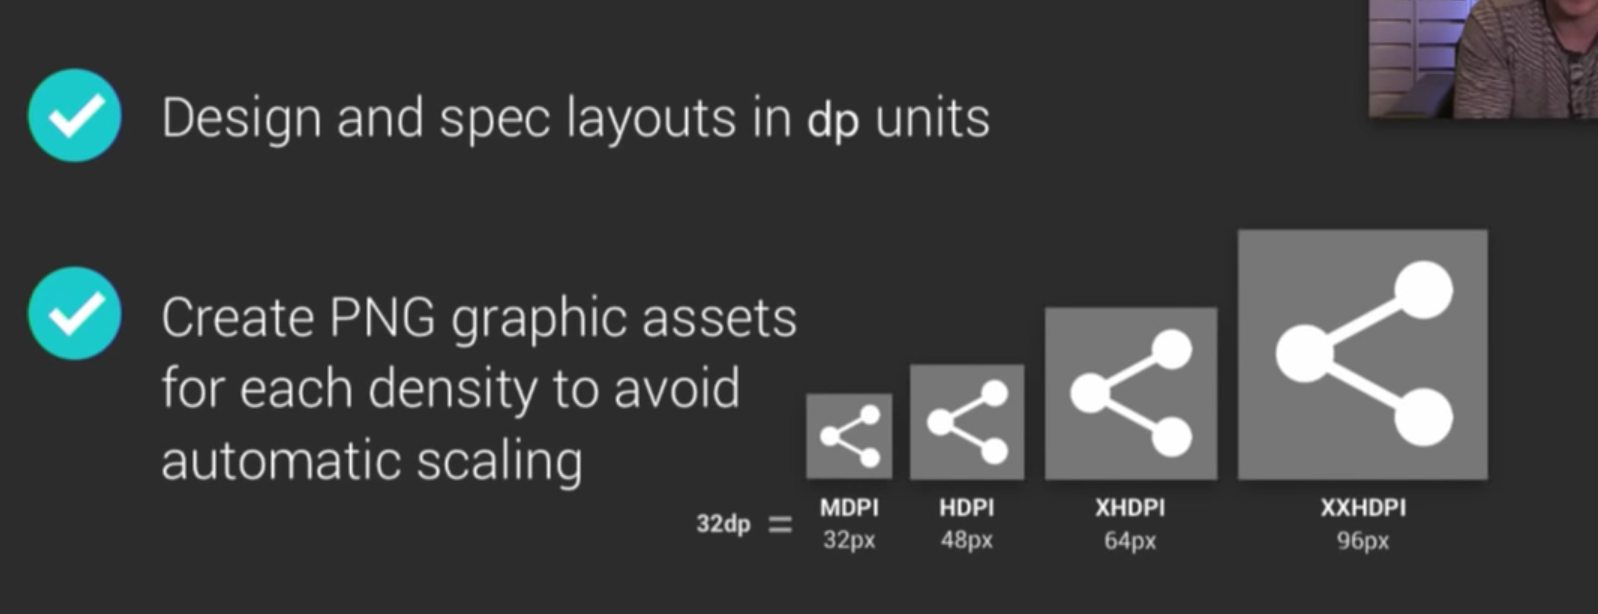 Design and spec layouts in dp units
Create PNG graphic assets
for each density to avoid
automatic scaling
32dp =
MDPI
32px
HDPI
48px
XHDPI
64px
XXHDPI
96px